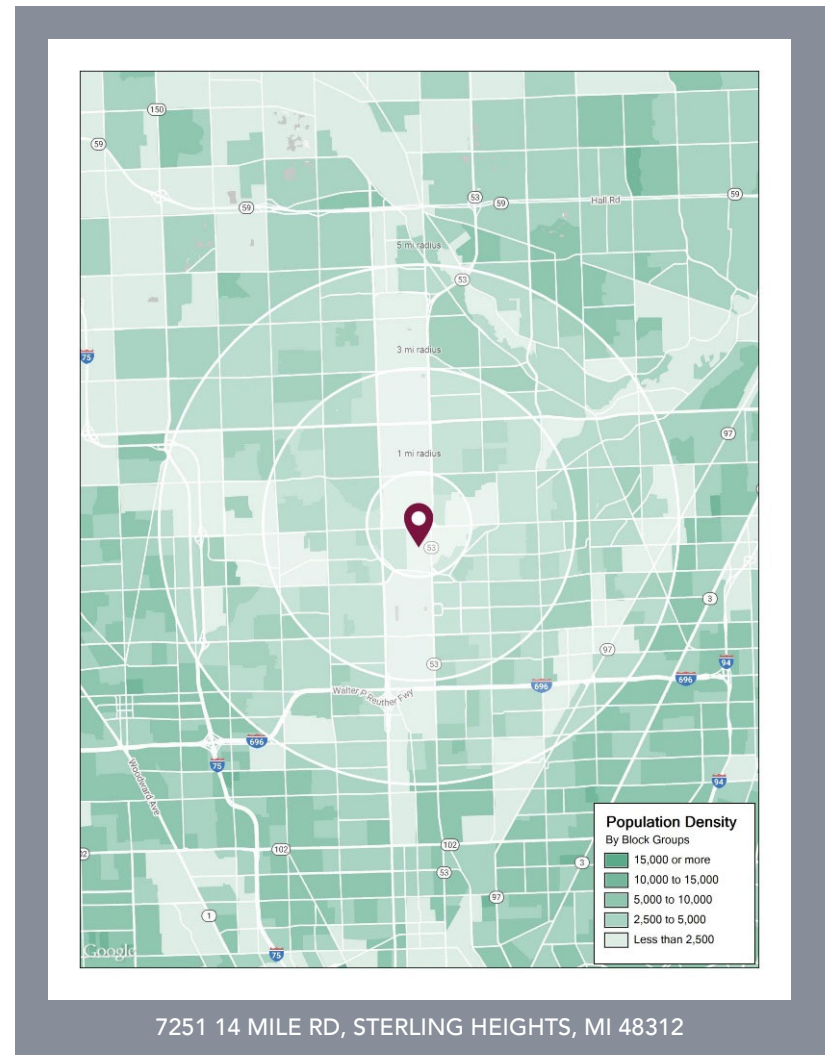 150
59
59
53
59
Hall Rd
59
5 mi radius
53
3 mi radius
75
97
1 mi radius
53
3
97
53
94
696
696
Walter P Reuther Fwy
696
75
94
Woodward Ave
102
102
3
53
97
1
75
Google
Population Density
By Block Groups
15,000 or more
10,000 to 15,000
5,000 to 10,000
2,500 to 5,000
Less than 2,500
7251 14 MILE RD, STERLING HEIGHTS, MI 48312